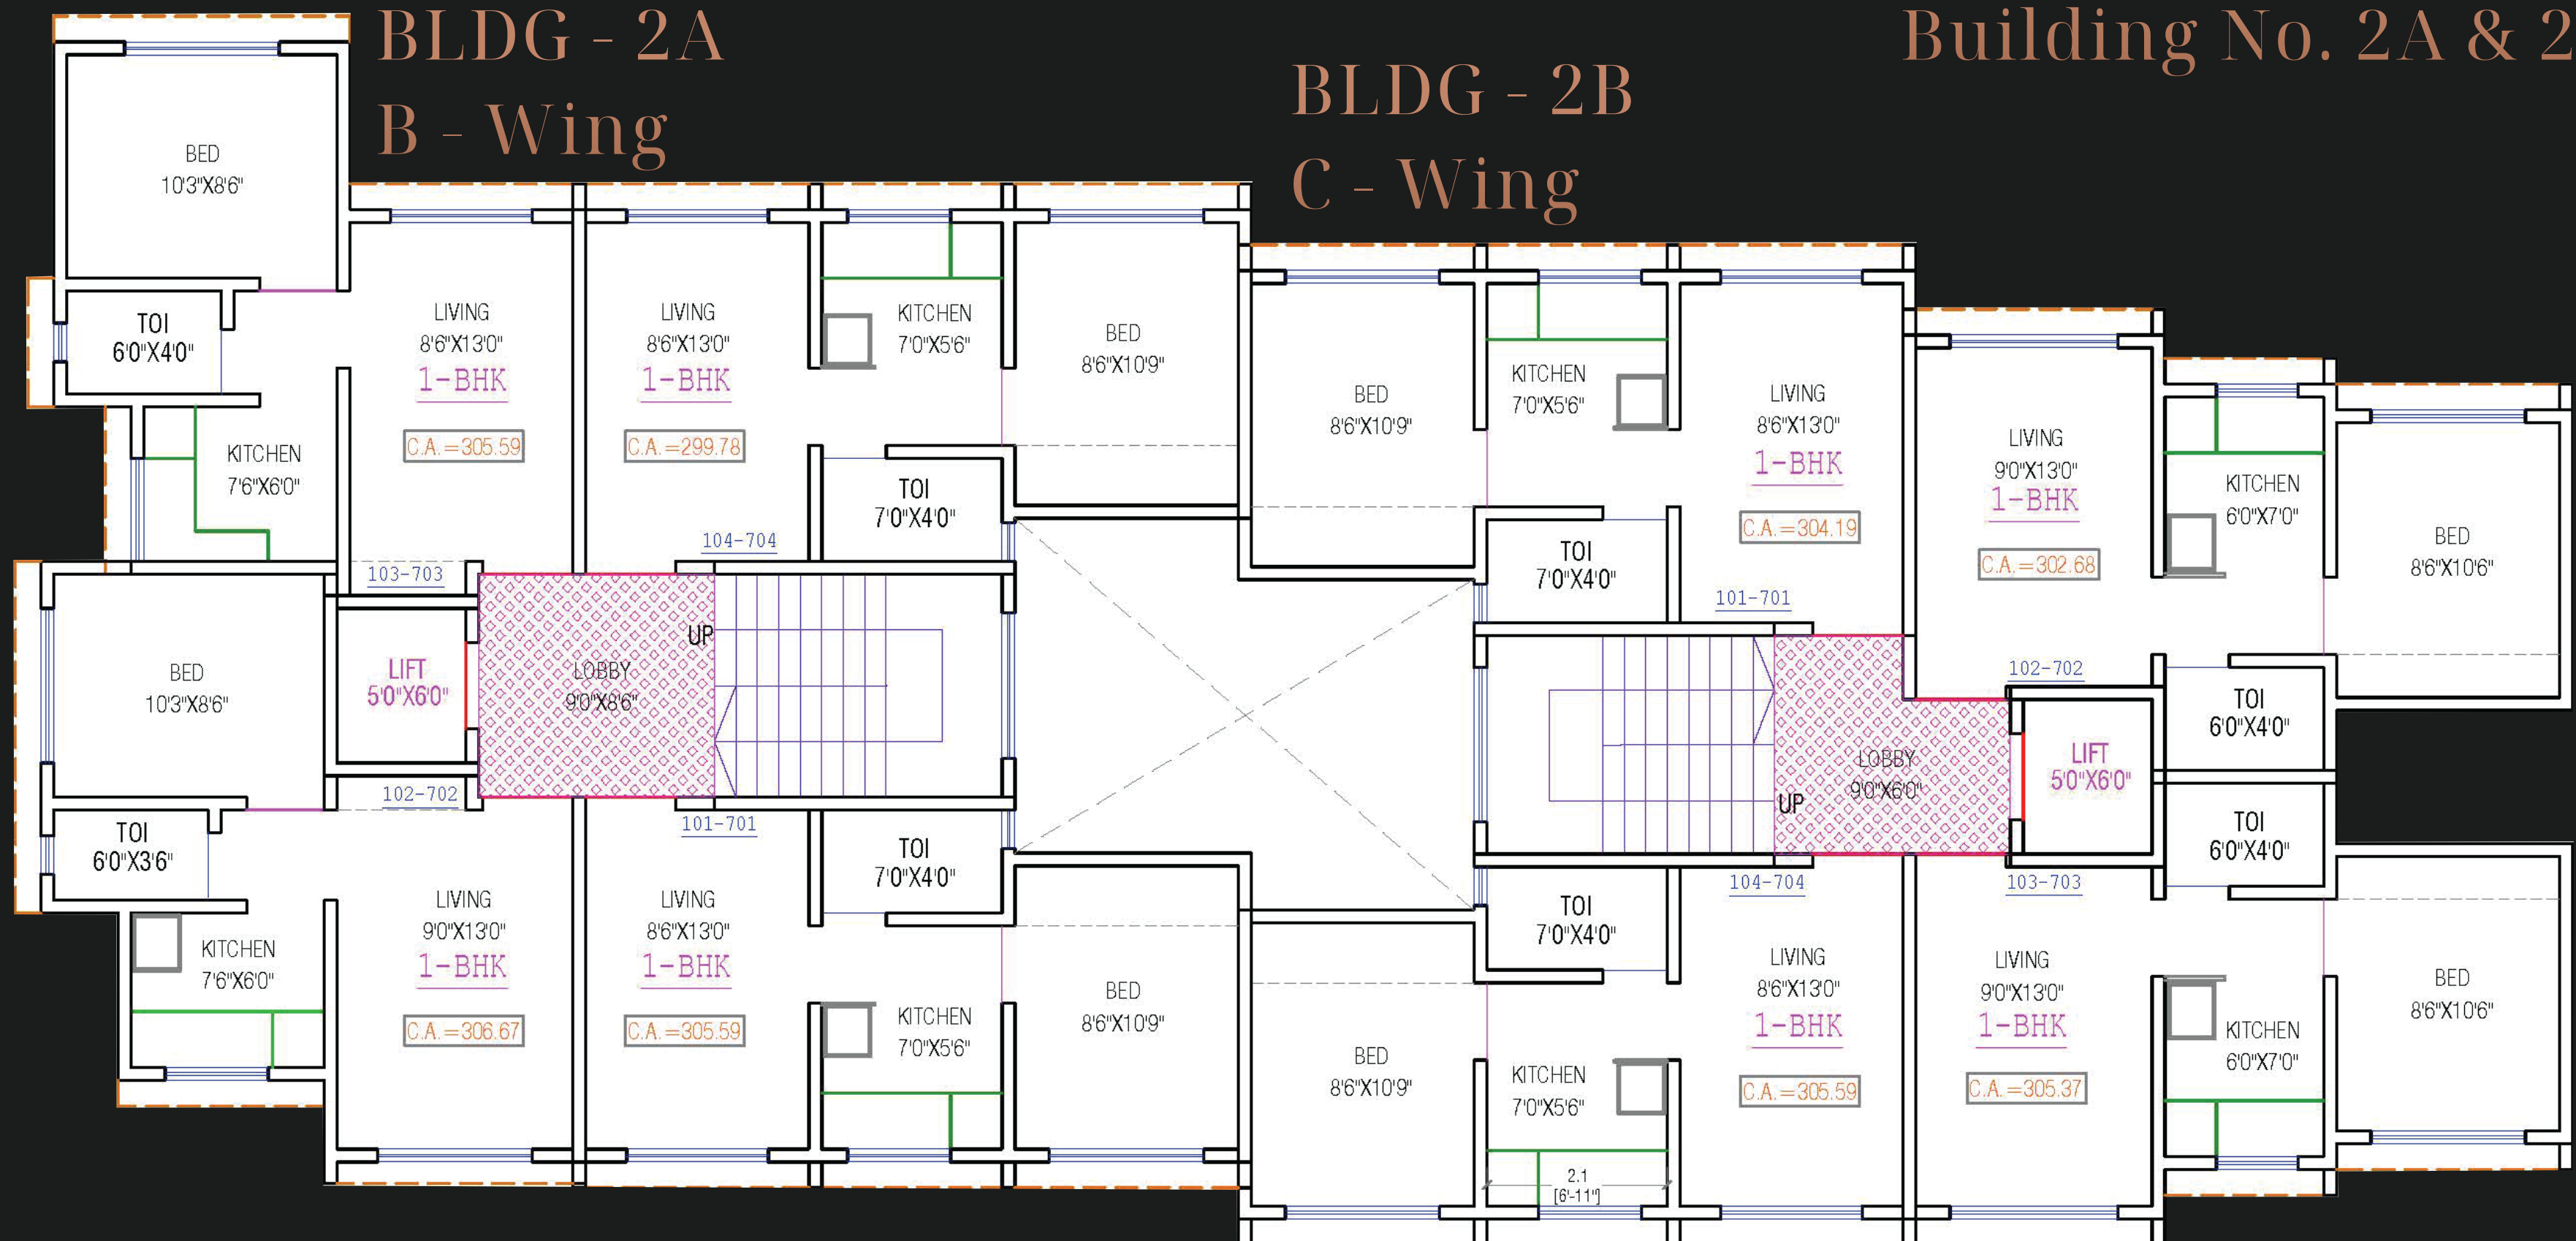 BLDG - 2A
B - Wing
BLDG - 2B
C - Wing
Building No. 2A & 2
BED
10'3"X8'6"
TOI
6'0"X4'0"
KITCHEN
7'6"X6'0"
LIVING
8'6"X13'0"
1-BHK
C.A.=305.59
103-703
LIVING
8'6"X13'0"
1-BHK
C.A.=299.78
104-704
KITCHEN
7'0"X5'6"
TOI
7'0"X4'0"
BED
8'6"X10'9"
BED
10'3"X8'6"
LIFT
5'0"X6'0"
LOBBY
9'0"X8'6"
UP
102-702
101-701
TOI
6'0"X3'6"
KITCHEN
7'6"X6'0"
LIVING
9'0"X13'0"
1-BHK
C.A.=306.67
LIVING
8'6"X13'0"
1-BHK
C.A.=305.59
TOI
7'0"X4'0"
KITCHEN
7'0"X5'6"
BED
8'6"X10'9"
BED
8'6"X10'9"
KITCHEN
7'0"X5'6"
TOI
7'0"X4'0"
LIVING
8'6"X13'0"
1-BHK
C.A.=304.19
101-701
LIVING
9'0"X13'0"
1-BHK
C.A.=302.68
102-702
KITCHEN
6'0"X7'0"
BED
8'6"X10'6"
TOI
6'0"X4'0"
LOBBY
9'0"X6'0"
UP
LIFT
5'0"X6'0"
TOI
6'0"X4'0"
104-704
103-703
TOI
7'0"X4'0"
BED
8'6"X10'9"
KITCHEN
7'0"X5'6"
2.1
[6'-11"]
LIVING
8'6"X13'0"
1-BHK
C.A.=305.59
LIVING
9'0"X13'0"
1-BHK
C.A.=305.37
KITCHEN
6'0"X7'0"
BED
8'6"X10'6"